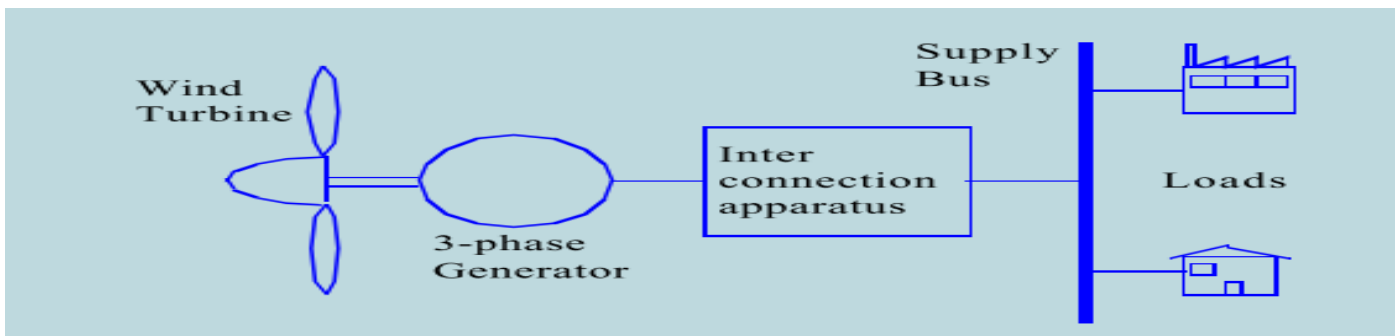 Wind
Turbine
3-phase
Generator
Inter
connection
apparatus
Supply
Bus
Loads